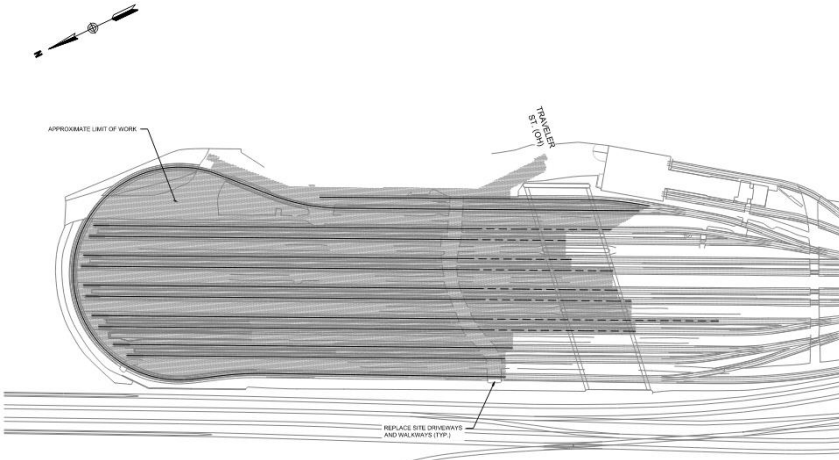 N
APPROXIMATE LIMIT OF WORK
TRAVELER
ST. (OH)
REPLACE SITE DRIVEWAYS
AND WALKWAYS (TYP.)